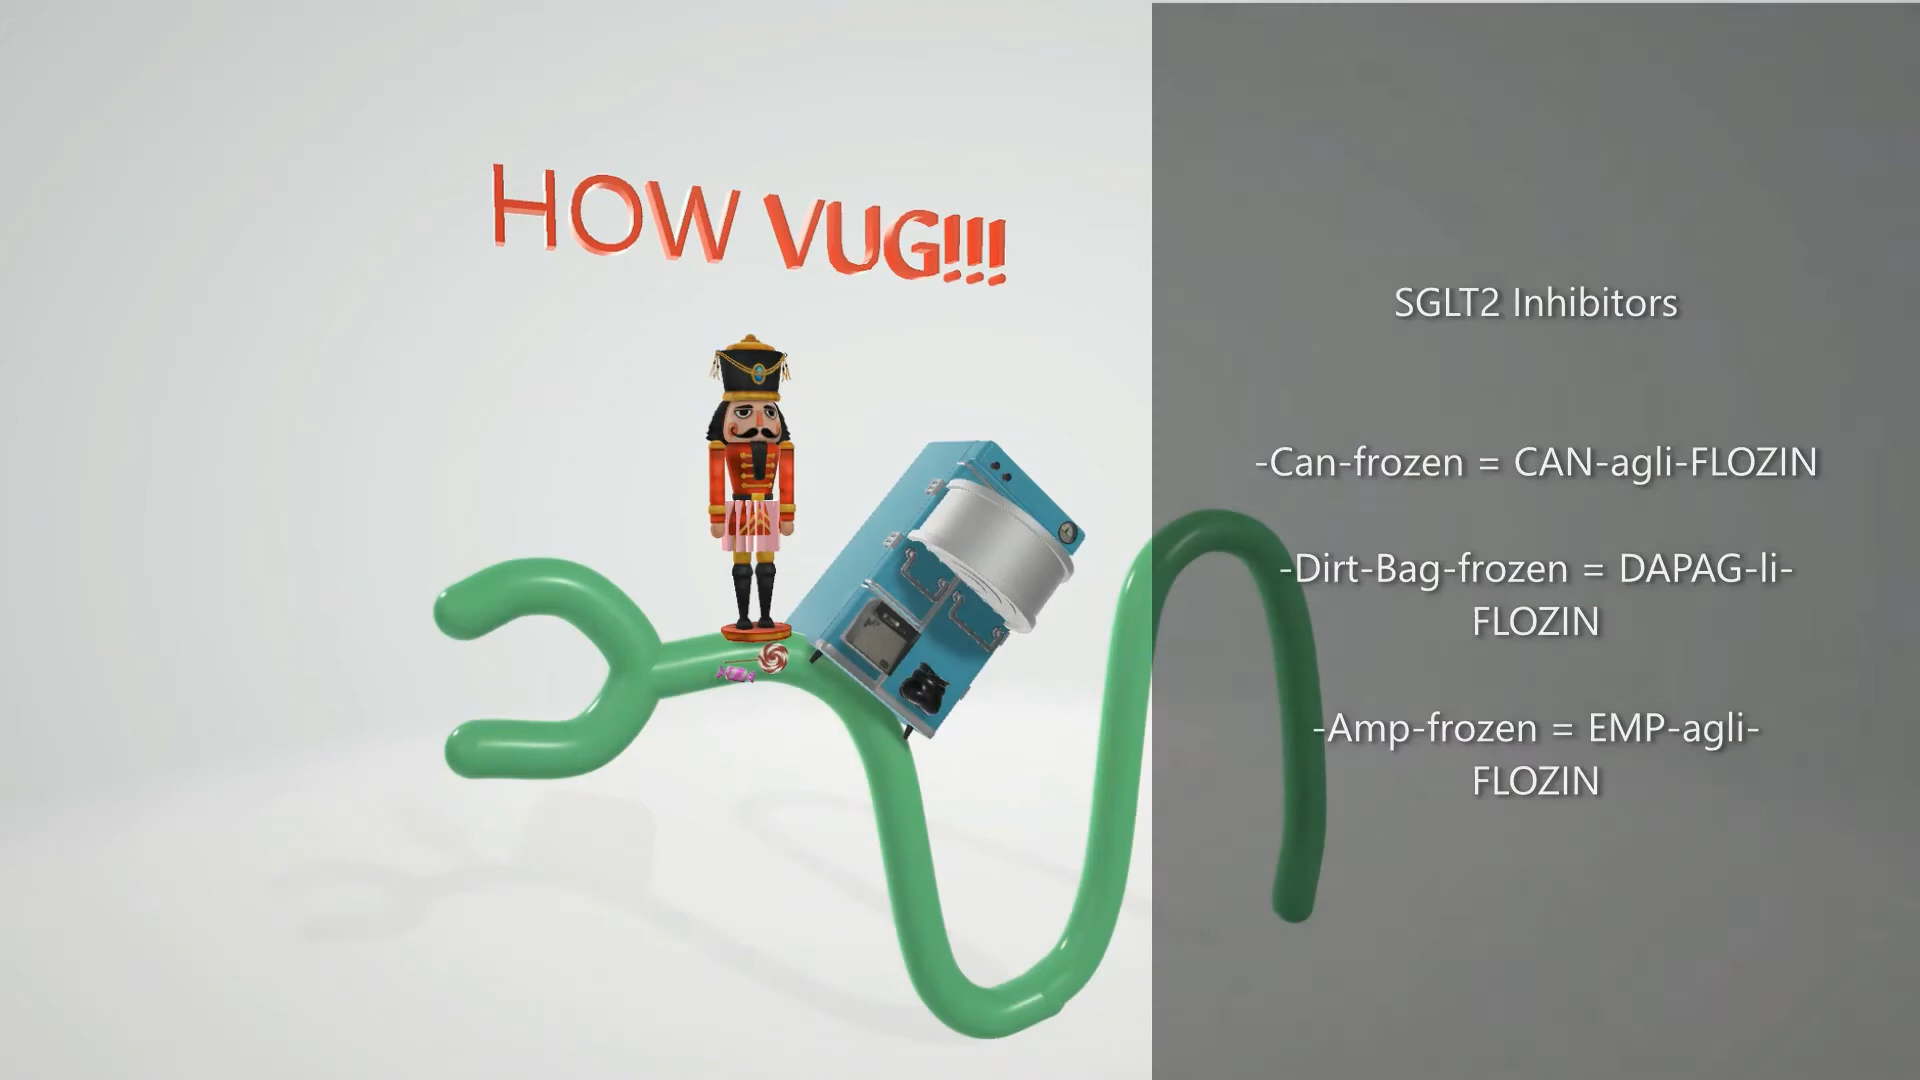 HOW VUG!!!
SGLT2 Inhibitors
-Can-frozen = CAN-agli-FLOZIN
-Dirt-Bag-frozen = DAPAG-li-
FLOZIN
-Amp-frozen = EMP-agli-
FLOZIN